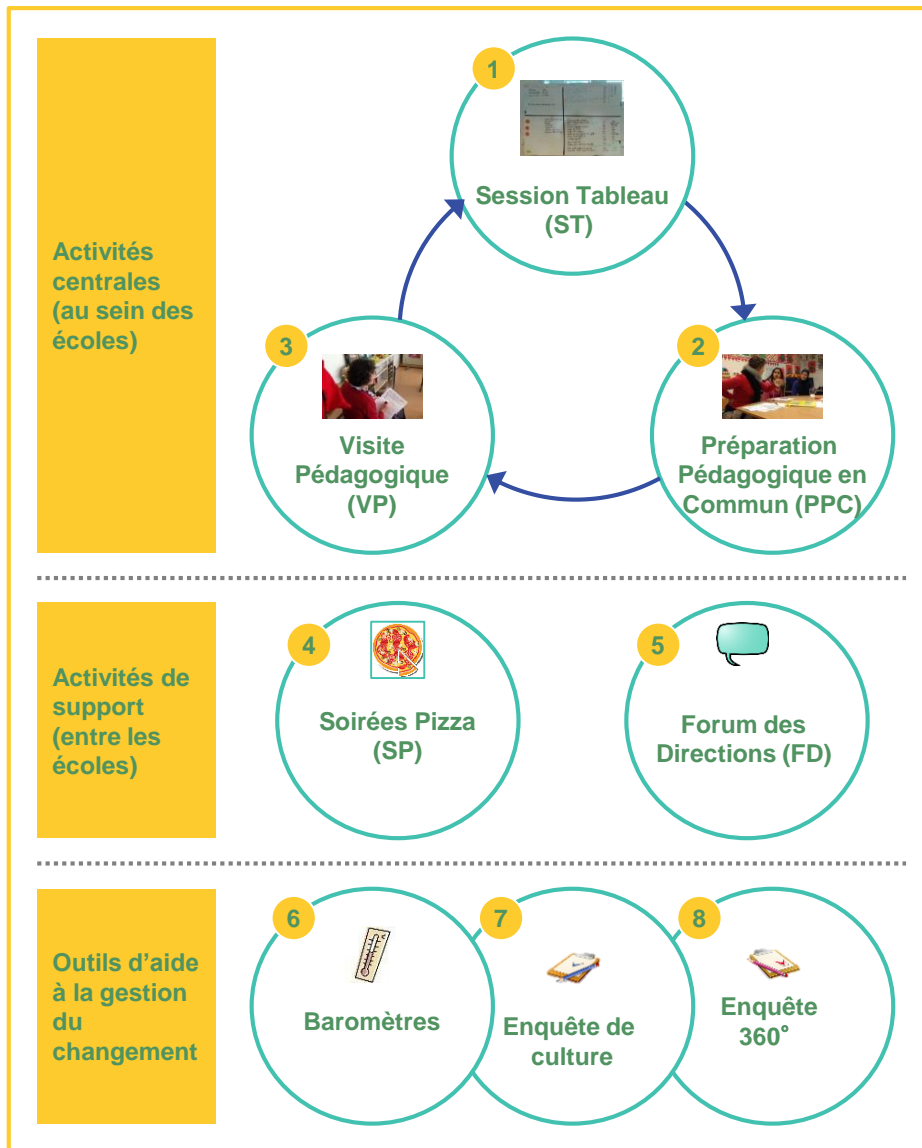 Activités
centrales
(au sein des
écoles)
1
Session Tableau
(ST)
2
Préparation
Pédagogique en
Commun (PPC)
3
Visite
Pédagogique
(VP)
Activités de
support
(entre les
écoles)
4
Soirées Pizza
(SP)
5
Forum des
Directions (FD)
Outils d’aide
à la gestion
du
changement
6
Baromètres
7
Enquête de
culture
8
Enquête
360°